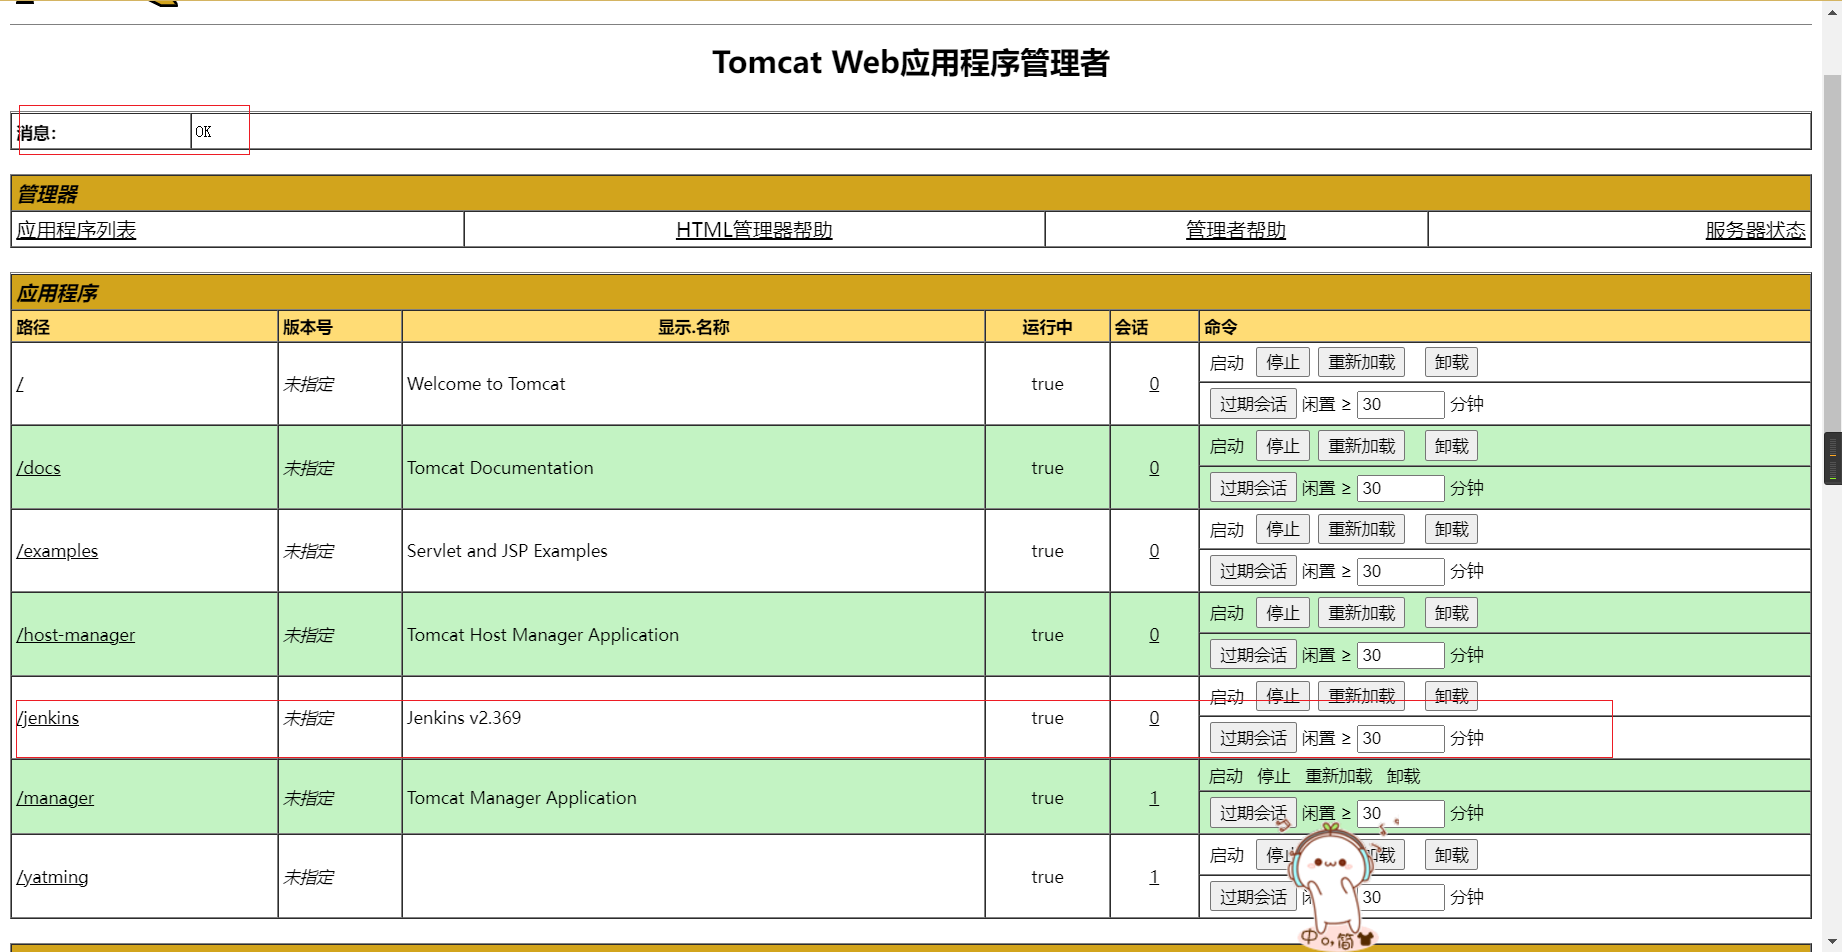 Tomcat Web应用程序管理者
消息： OK
管理器
应用程序列表 HTML管理器帮助 管理者帮助 服务器状态
应用程序
路径 版本号 显示.名称 运行中 会话 命令
/ 未指定 Welcome to Tomcat true 0 启动 停止 重新加载 卸载
过期会话 闲置 ≥ 30 分钟
/docs 未指定 Tomcat Documentation true 0 启动 停止 重新加载 卸载
过期会话 闲置 ≥ 30 分钟
/examples 未指定 Servlet and JSP Examples true 0 启动 停止 重新加载 卸载
过期会话 闲置 ≥ 30 分钟
/host-manager 未指定 Tomcat Host Manager Application true 0 启动 停止 重新加载 卸载
过期会话 闲置 ≥ 30 分钟
/jenkins 未指定 Jenkins v2.369 true 0 启动 停止 重新加载 卸载
过期会话 闲置 ≥ 30 分钟
/manager 未指定 Tomcat Manager Application true 1 启动 停止 重新加载 卸载
过期会话 闲置 ≥ 30 分钟
/yatming 未指定 true 1 启动 停止 加载 卸载
过期会话 30 分钟
中 简